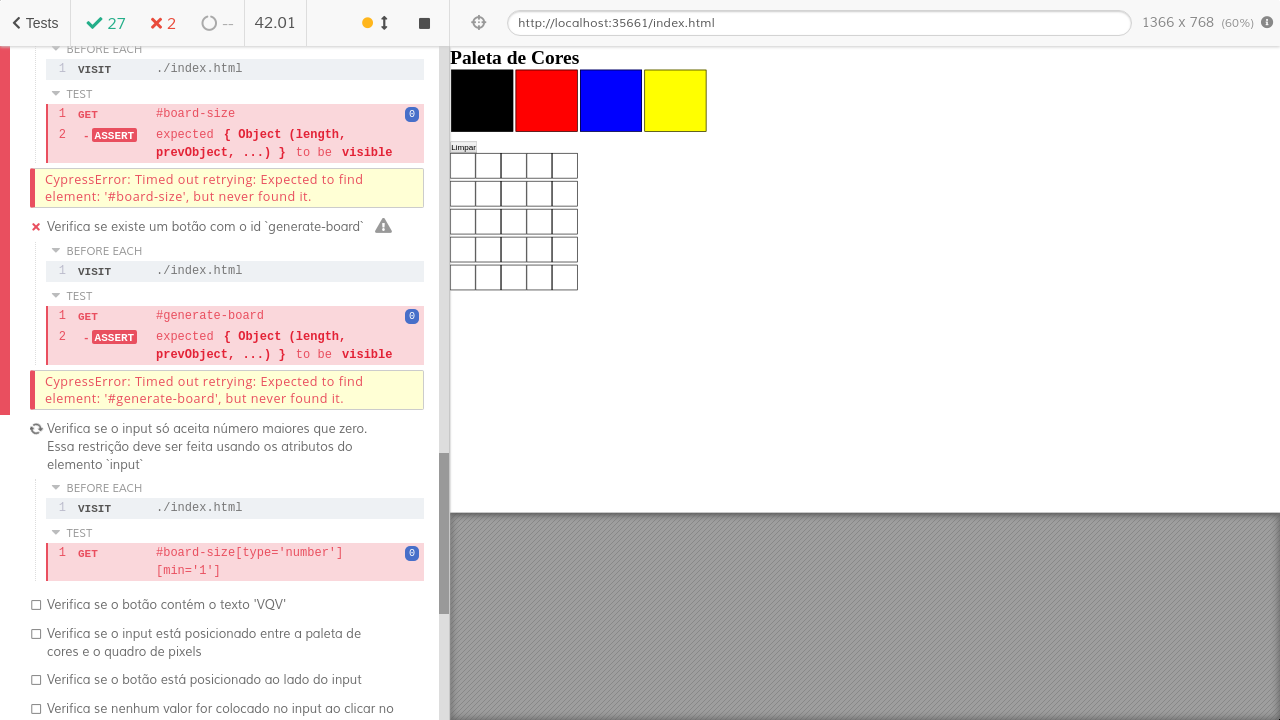 Tests
27
2
--
42.01
http://localhost:35661/index.html
1366 x 768 (60%)
BEFORE EACH
1 VISIT ./index.html
TEST
1 GET #board-size 0
2 - ASSERT expected { Object (length,
prevObject, ...) } to be visible
CypressError: Timed out retrying: Expected to find
element: '#board-size', but never found it.
Verifica se existe um botão com o id `generate-board`
BEFORE EACH
1 VISIT ./index.html
TEST
1 GET #generate-board 0
2 - ASSERT expected { Object (length,
prevObject, ...) } to be visible
CypressError: Timed out retrying: Expected to find
element: '#generate-board', but never found it.
Verifica se o input só aceita número maiores que zero.
Essa restrição deve ser feita usando os atributos do
elemento `input`
BEFORE EACH
1 VISIT ./index.html
TEST
1 GET #board-size[type='number'] 0
[min='1']
Verifica se o botão contém o texto 'VQV'
Verifica se o input está posicionado entre a paleta de
cores e o quadro de pixels
Verifica se o botão está posicionado ao lado do input
Verifica se nenhum valor for colocado no input ao clicar no
Paleta de Cores
Limpar